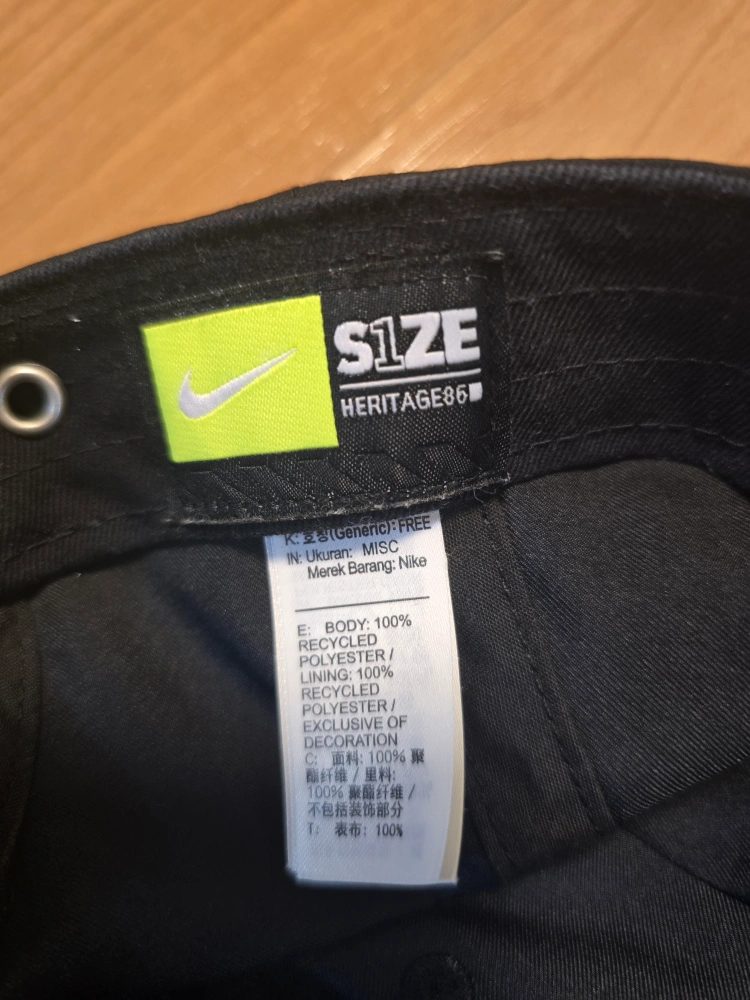 S1ZE
HERITAGE86
K: 호칭(Generic): FREE
IN: Ukuran: MISC
Merek Barang: Nike
E: BODY: 100%
RECYCLED
POLYESTER /
LINING: 100%
RECYCLED
POLYESTER /
EXCLUSIVE OF
DECORATION
C: 面料: 100% 聚
酯纤维 / 里料:
100% 聚酯纤维 /
不包括装饰部分
T: 表布: 100%